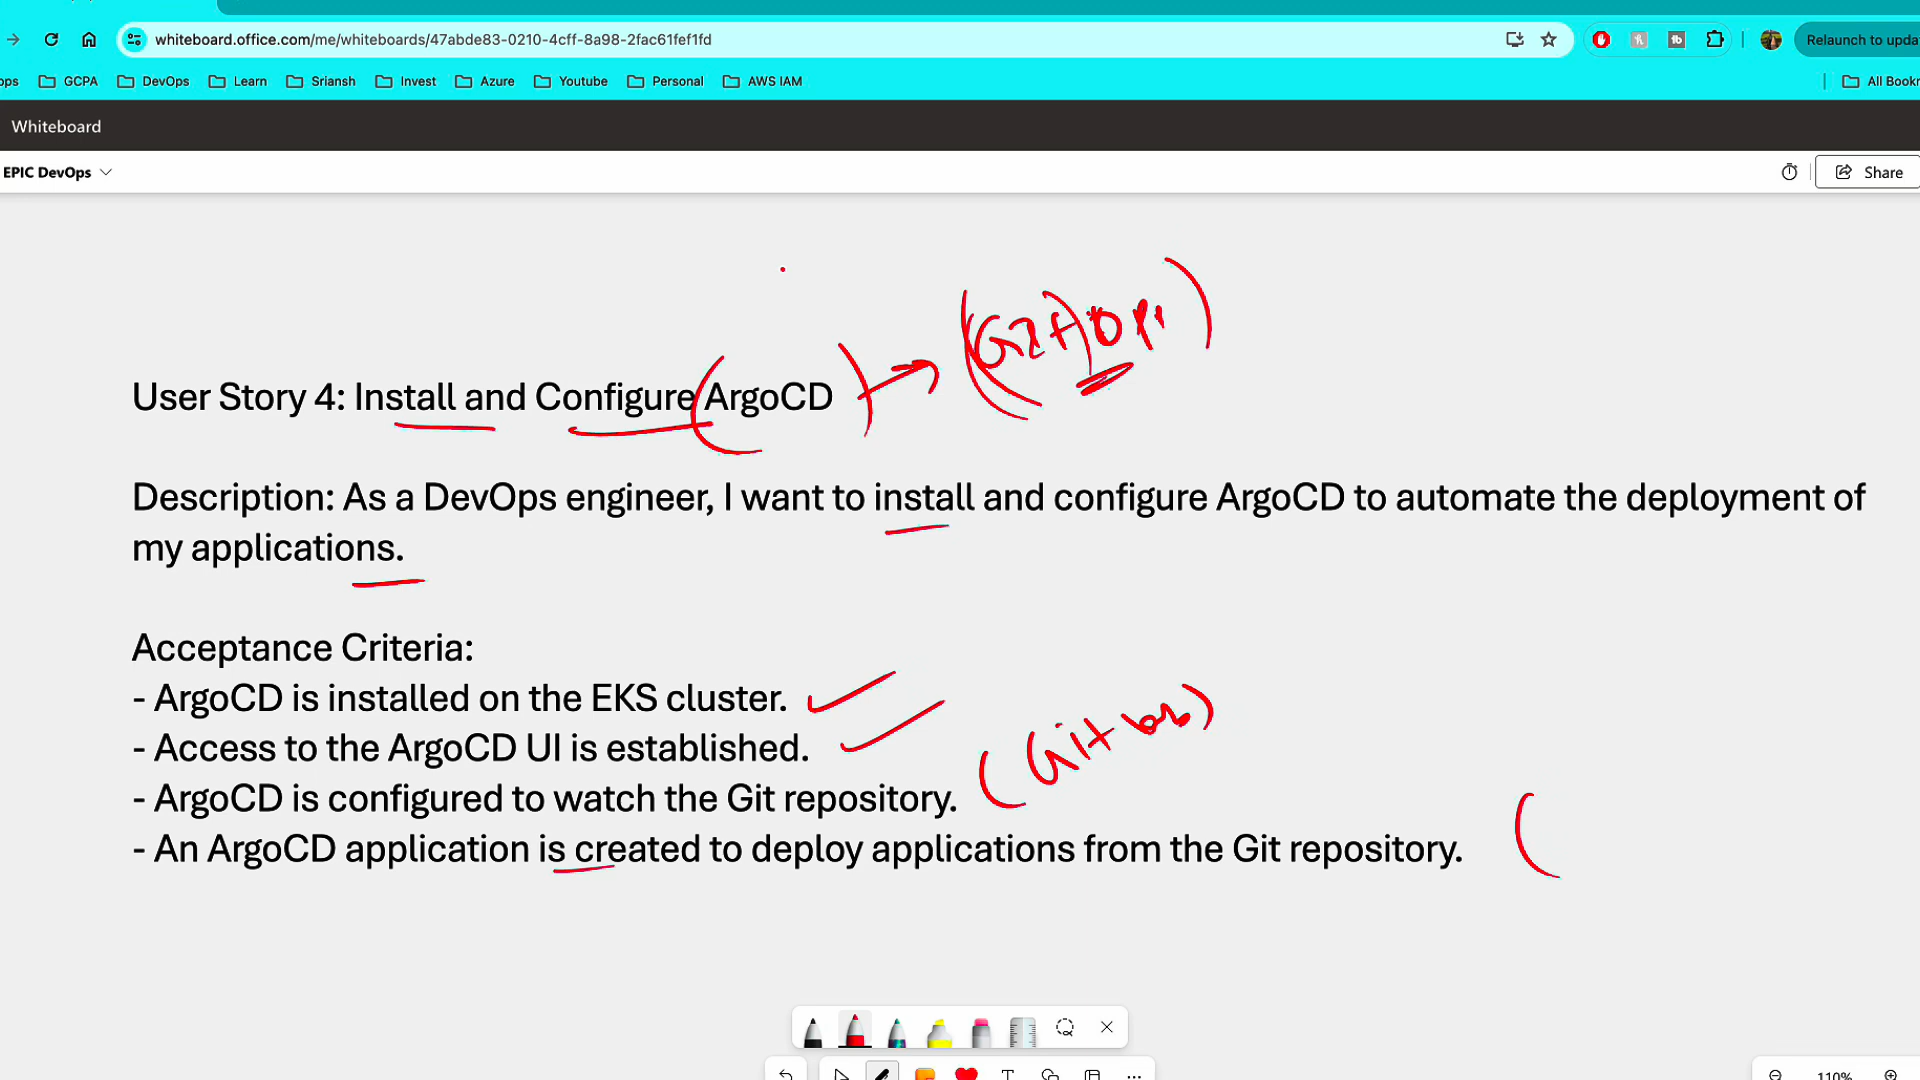 whiteboard.office.com/me/whiteboards/47abde83-0210-4cff-8a98-2fac61fef1fd
Relaunch to upda
ops GCPA DevOps Learn Sriansh Invest Azure Youtube Personal AWS IAM All Bookr
Whiteboard
EPIC DevOps Share
(Git)Ops
User Story 4: Install and Configure ArgoCD
Description: As a DevOps engineer, I want to install and configure ArgoCD to automate the deployment of
my applications.
Acceptance Criteria:
- ArgoCD is installed on the EKS cluster.
- Access to the ArgoCD UI is established.
- ArgoCD is configured to watch the Git repository.
- An ArgoCD application is created to deploy applications from the Git repository.
110%